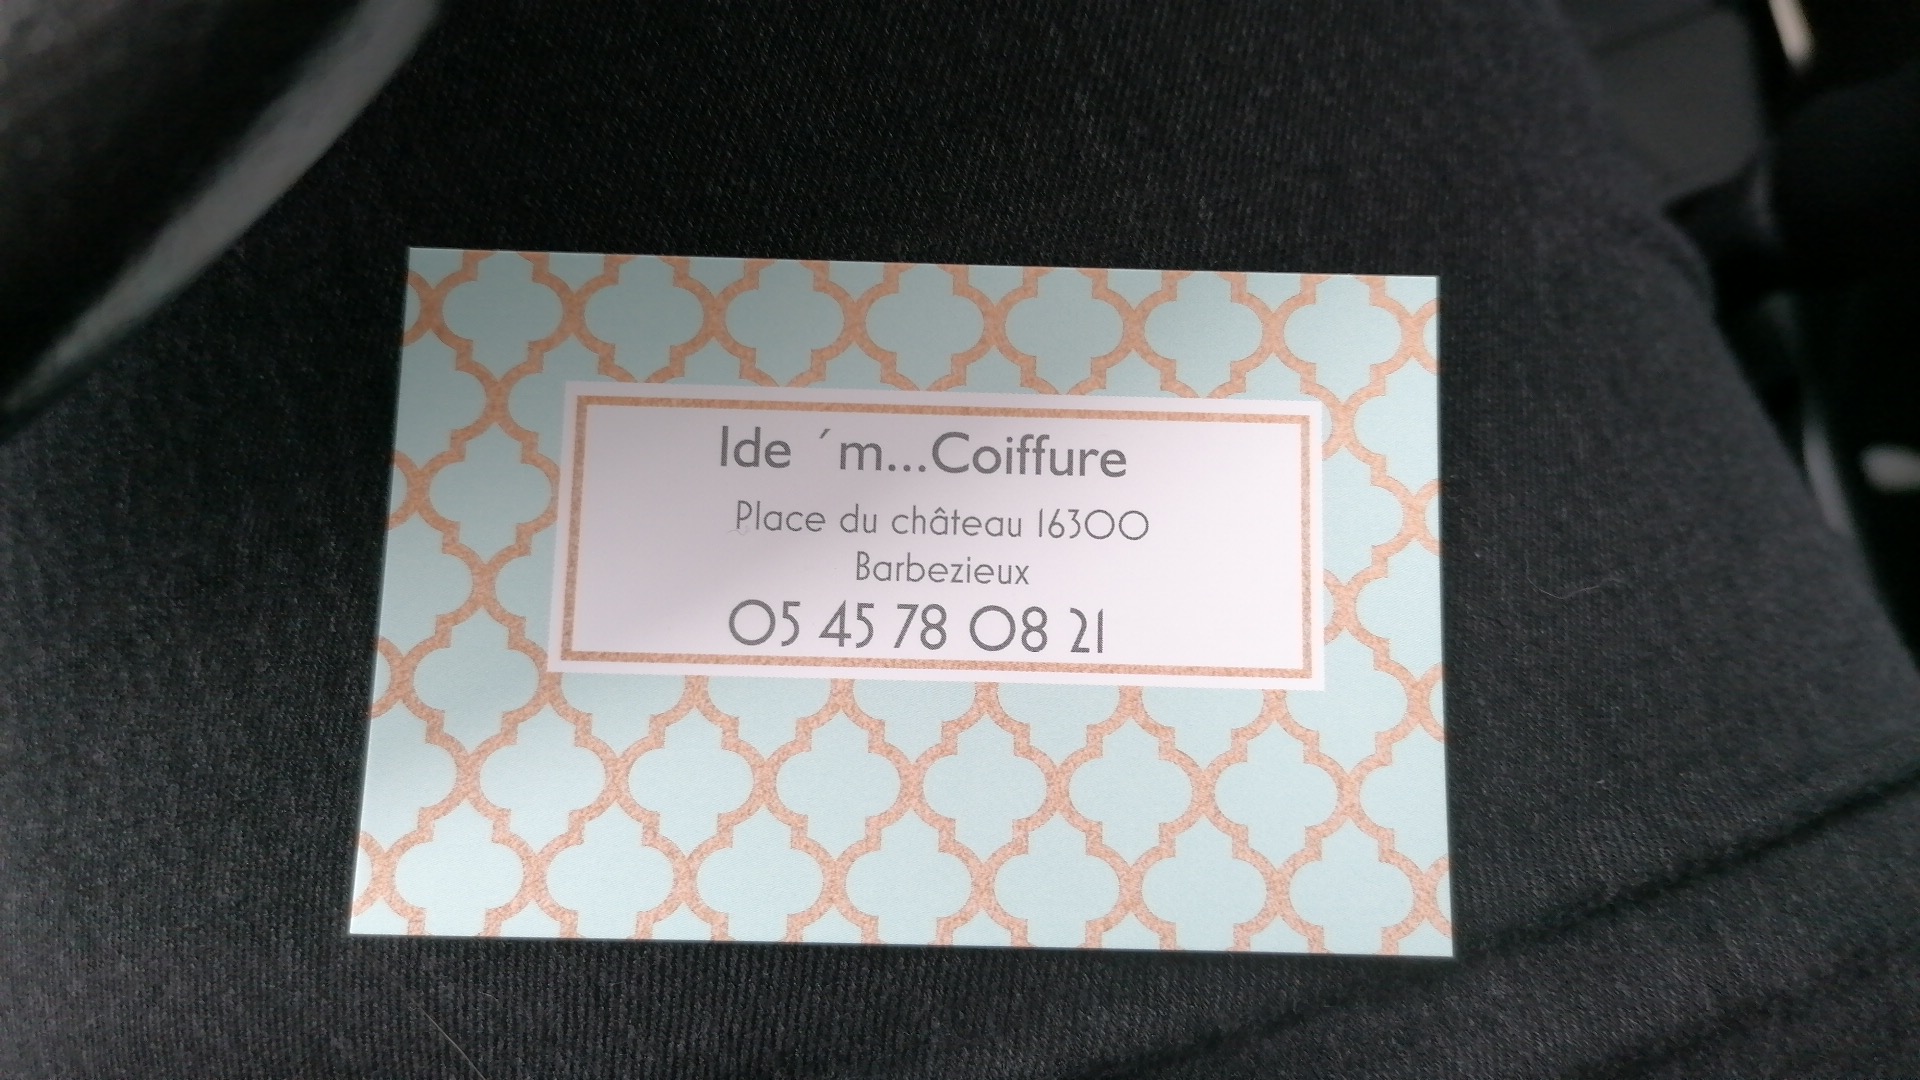 Ide ´m...Coiffure
Place du château 16300
Barbezieux
05 45 78 08 21